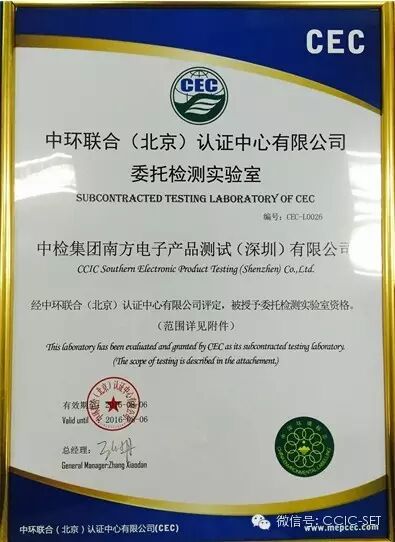 CEC
CEC
中环联合（北京）认证中心有限公司
委托检测实验室
SUBCONTRACTED TESTING LABORATORY OF CEC
编号：CEC-L0026
中检集团南方电子产品测试（深圳）有限公司
CCIC Southern Electronic Product Testing (Shenzhen) Co.,Ltd.
经中环联合（北京）认证中心有限公司评定，被授予委托检测实验室资格。
（范围详见附件）
This laboratory has been evaluated and granted by CEC as its subcontracted testing laboratory.
(The scope of testing is described in the attachement.)
有效期至 2016-06-06
Valid until 2016-06-06
总经理：
General Manager:Zhang Xiaodan
中环联合（北京）认证中心有限公司(CEC)
www.mepcec.com
微信号: CCIC-SET